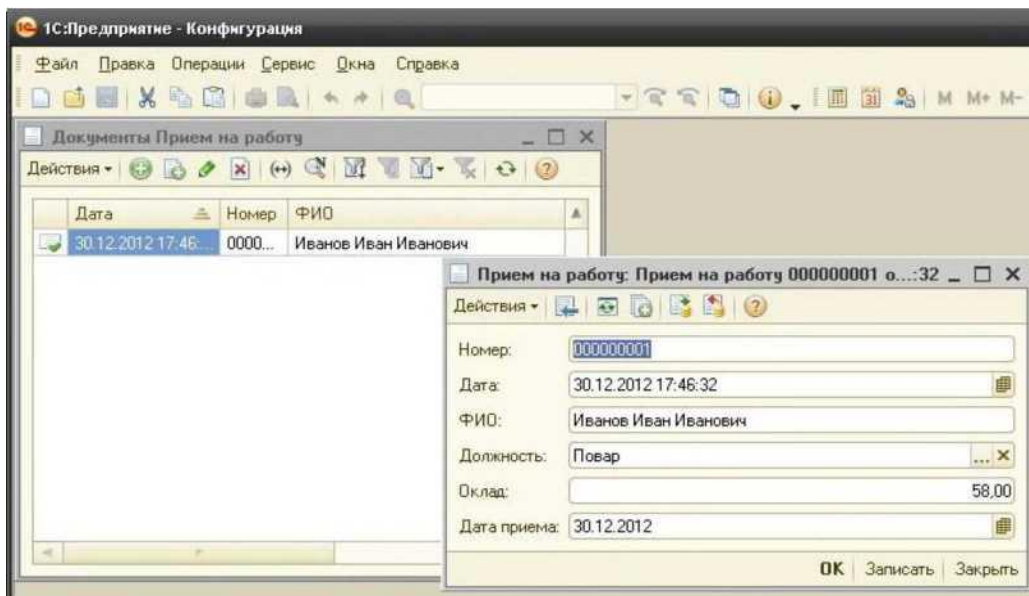 1С:Предприятие - Конфигурация
Файл Правка Операции Сервис Окна Справка
M M+ M-
Документы Прием на работу
Действия
Дата Номер ФИО
30.12.2012 17:46:... 0000... Иванов Иван Иванович
Прием на работу: Прием на работу 000000001 о...:32
Действия
Номер: 000000001
Дата: 30.12.2012 17:46:32
ФИО: Иванов Иван Иванович
Должность: Повар ...
Оклад: 58,00
Дата приема: 30.12.2012
OK Записать Закрыть